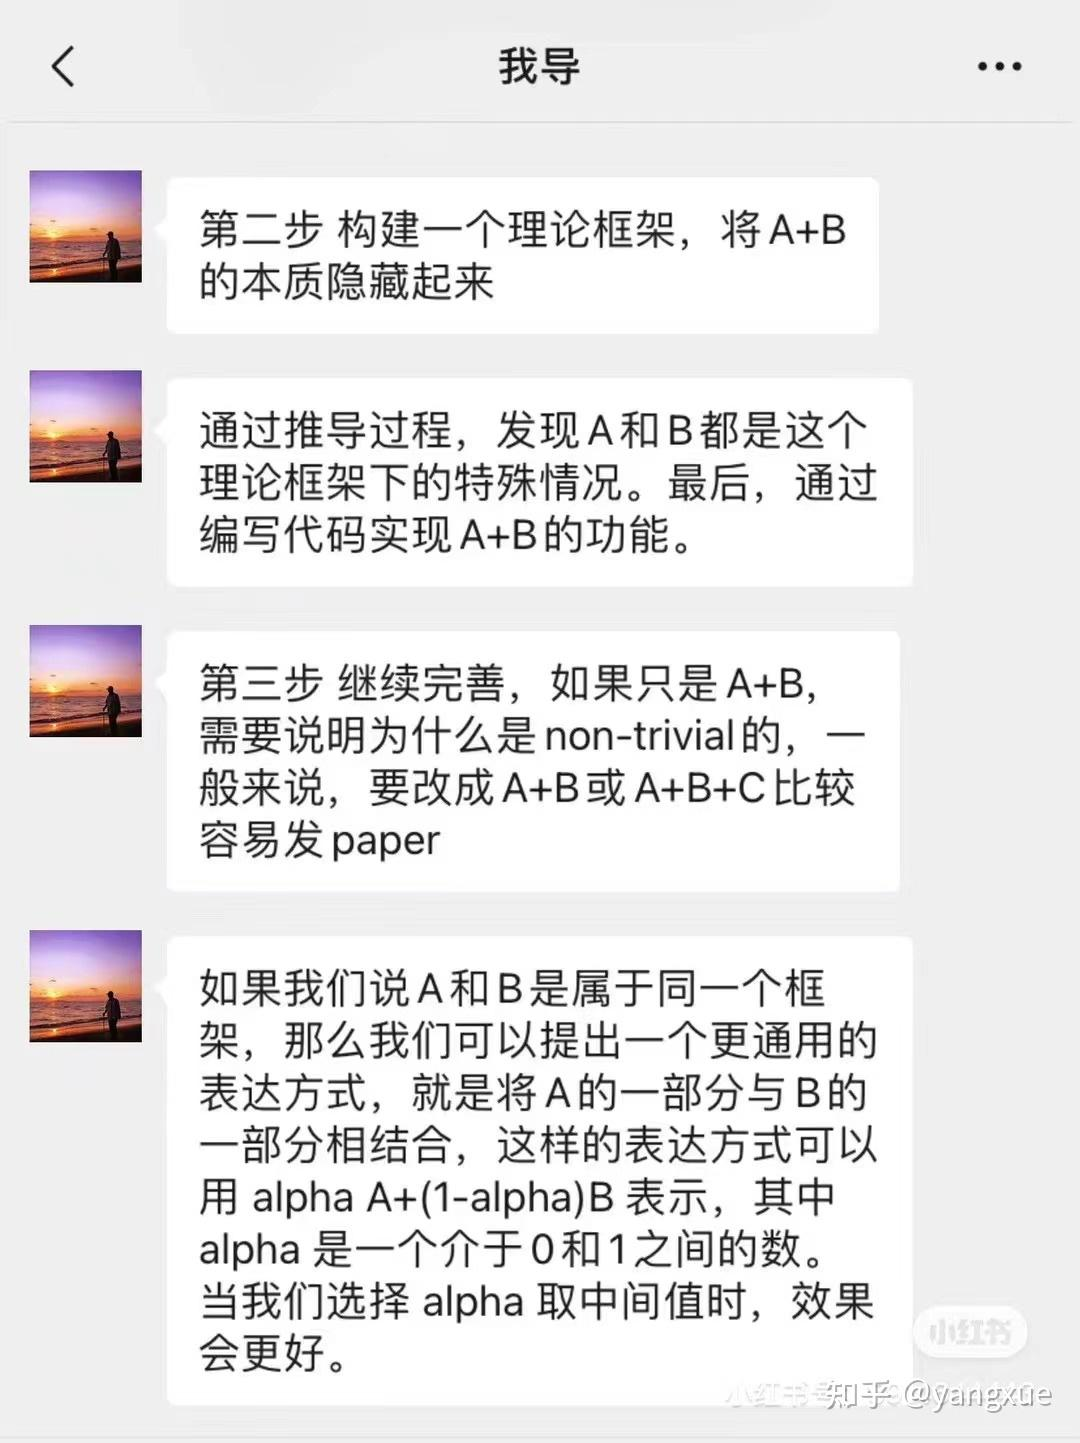 我导
第二步 构建一个理论框架，将A+B
的本质隐藏起来
通过推导过程，发现A和B都是这个
理论框架下的特殊情况。最后，通过
编写代码实现A+B的功能。
第三步 继续完善，如果只是A+B，
需要说明为什么是non-trivial的，一
般来说，要改成A+B或A+B+C比较
容易发paper
如果我们说A和B是属于同一个框
架，那么我们可以提出一个更通用的
表达方式，就是将A的一部分与B的
一部分相结合，这样的表达方式可以
用 alpha A+(1-alpha)B 表示，其中
alpha 是一个介于0和1之间的数。
当我们选择 alpha 取中间值时，效果
会更好。
小红书
知乎 @yangxue